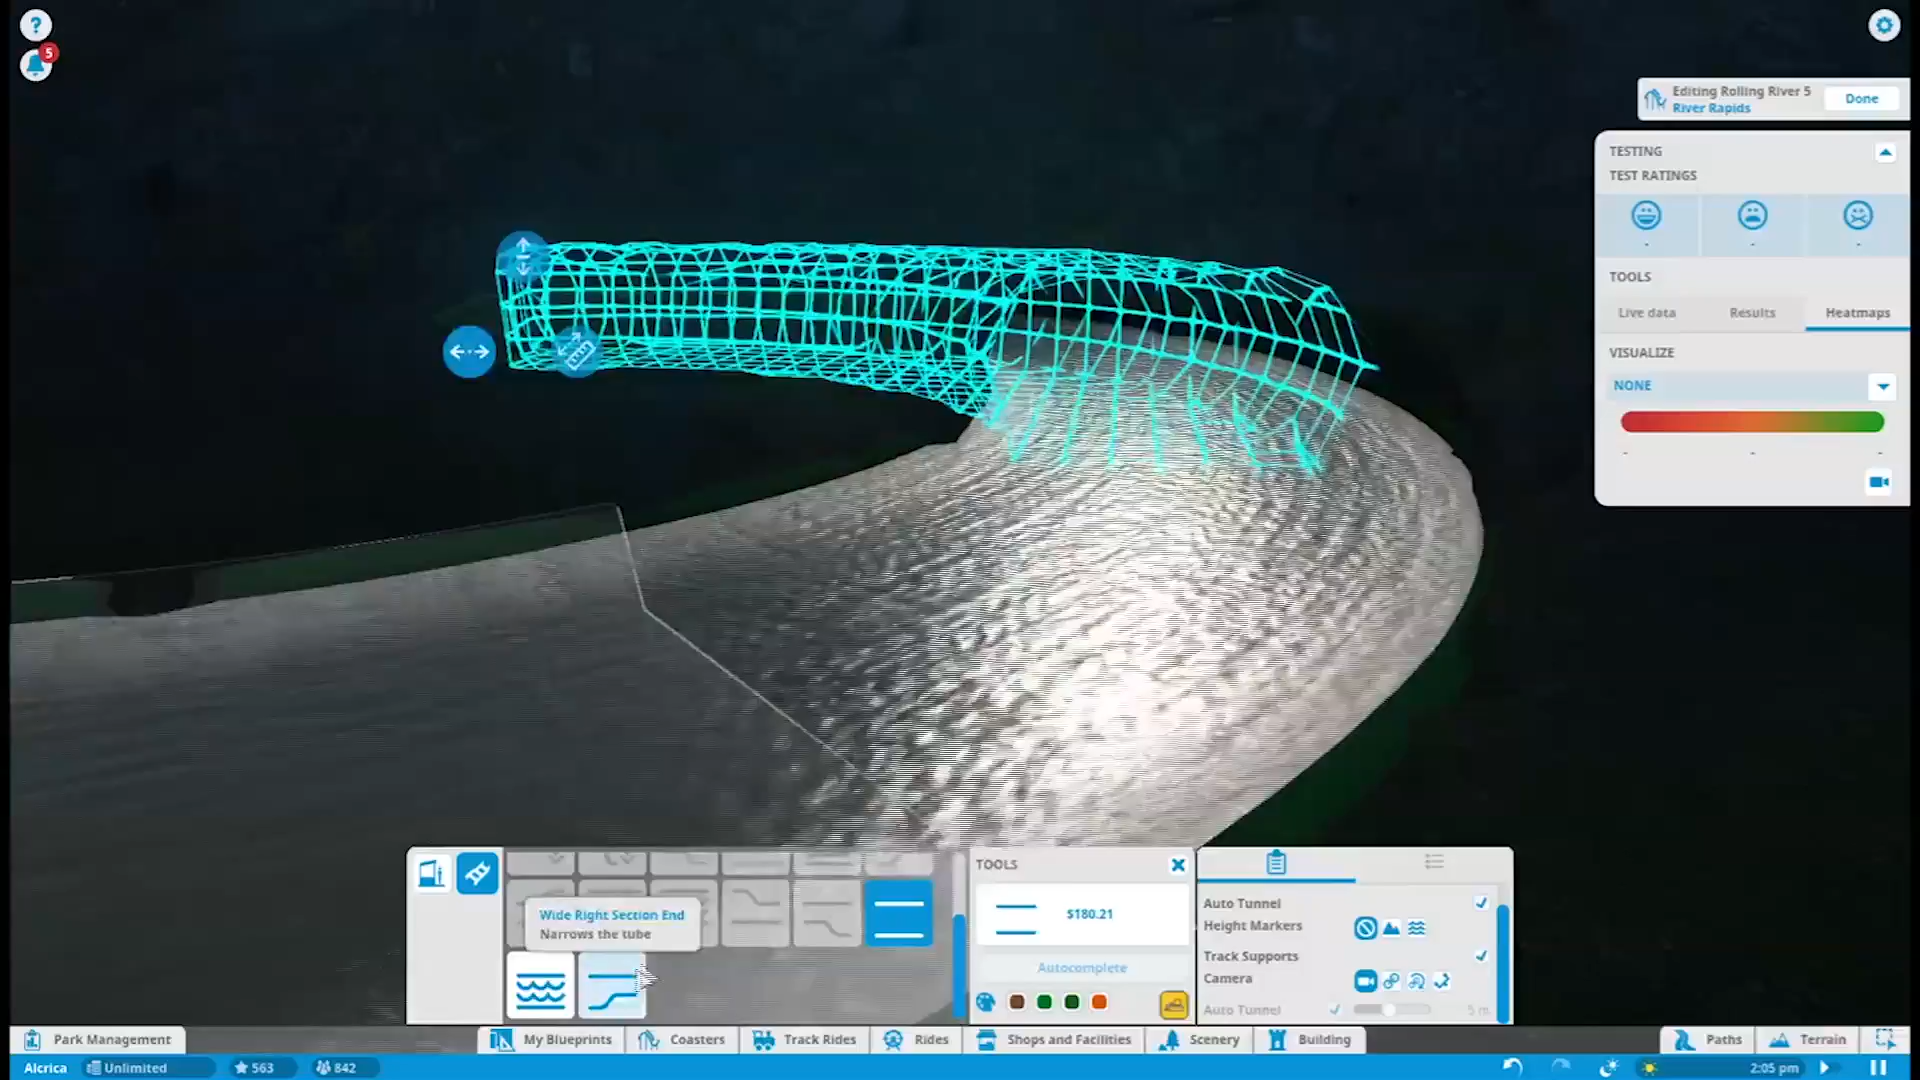 ?
5
Editing Rolling River 5
River Rapids
Done
TESTING
TEST RATINGS
-
-
-
TOOLS
Live data
Results
Heatmaps
VISUALIZE
NONE
-
-
-
Wide Right Section End
Narrows the tube
TOOLS
$180.21
Autocomplete
Auto Tunnel
Height Markers
Track Supports
Camera
Auto Tunnel
5 m
Park Management
My Blueprints
Coasters
Track Rides
Rides
Shops and Facilities
Scenery
Building
Paths
Terrain
Alcrica
Unlimited
563
842
2:05 pm